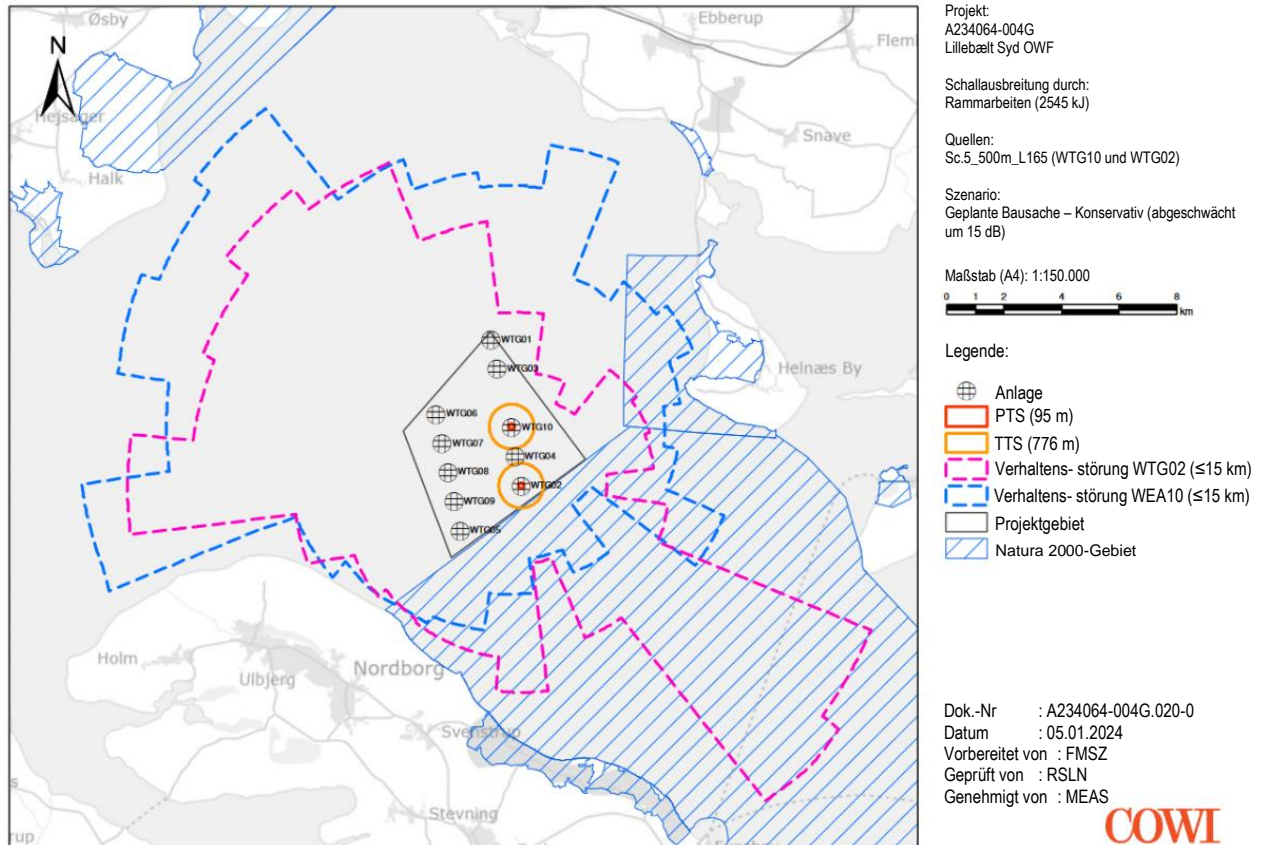 Øsby
Ebberup
N
Hejsager
Snave
Halk
WTG01
WTG03
Helnæs By
WTG06
WTG10
WTG07
WTG04
WTG08
WTG02
WTG09
WTG05
Holm
Nordborg
Ulbjerg
Svenstrup
Stevning
Projekt:
A234064-004G
Lillebælt Syd OWF
Schallausbreitung durch:
Rammarbeiten (2545 kJ)
Quellen:
Sc.5_500m_L165 (WTG10 und WTG02)
Szenario:
Geplante Bausache – Konservativ (abgeschwächt
um 15 dB)
Maßstab (A4): 1:150.000
0 1 2 4 6 8
km
Legende:
Anlage
PTS (95 m)
TTS (776 m)
Verhaltens- störung WTG02 (≤15 km)
Verhaltens- störung WEA10 (≤15 km)
Projektgebiet
Natura 2000-Gebiet
Dok.-Nr : A234064-004G.020-0
Datum : 05.01.2024
Vorbereitet von : FMSZ
Geprüft von : RSLN
Genehmigt von : MEAS
COWI